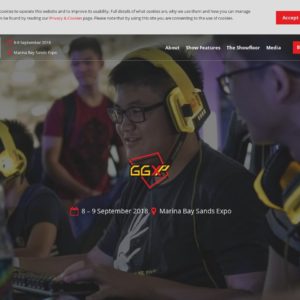 cookies to operate this website and to improve its usability. Full details of what cookies are, why we use them and how you can manage
be found by reading our Privacy & Cookies page. Please note that by using this site you are consenting to the use of cookies.
Accept
8-9 September 2018
Marina Bay Sands Expo
About Show Features The Showfloor Media
GGXP
8 – 9 September 2018 Marina Bay Sands Expo